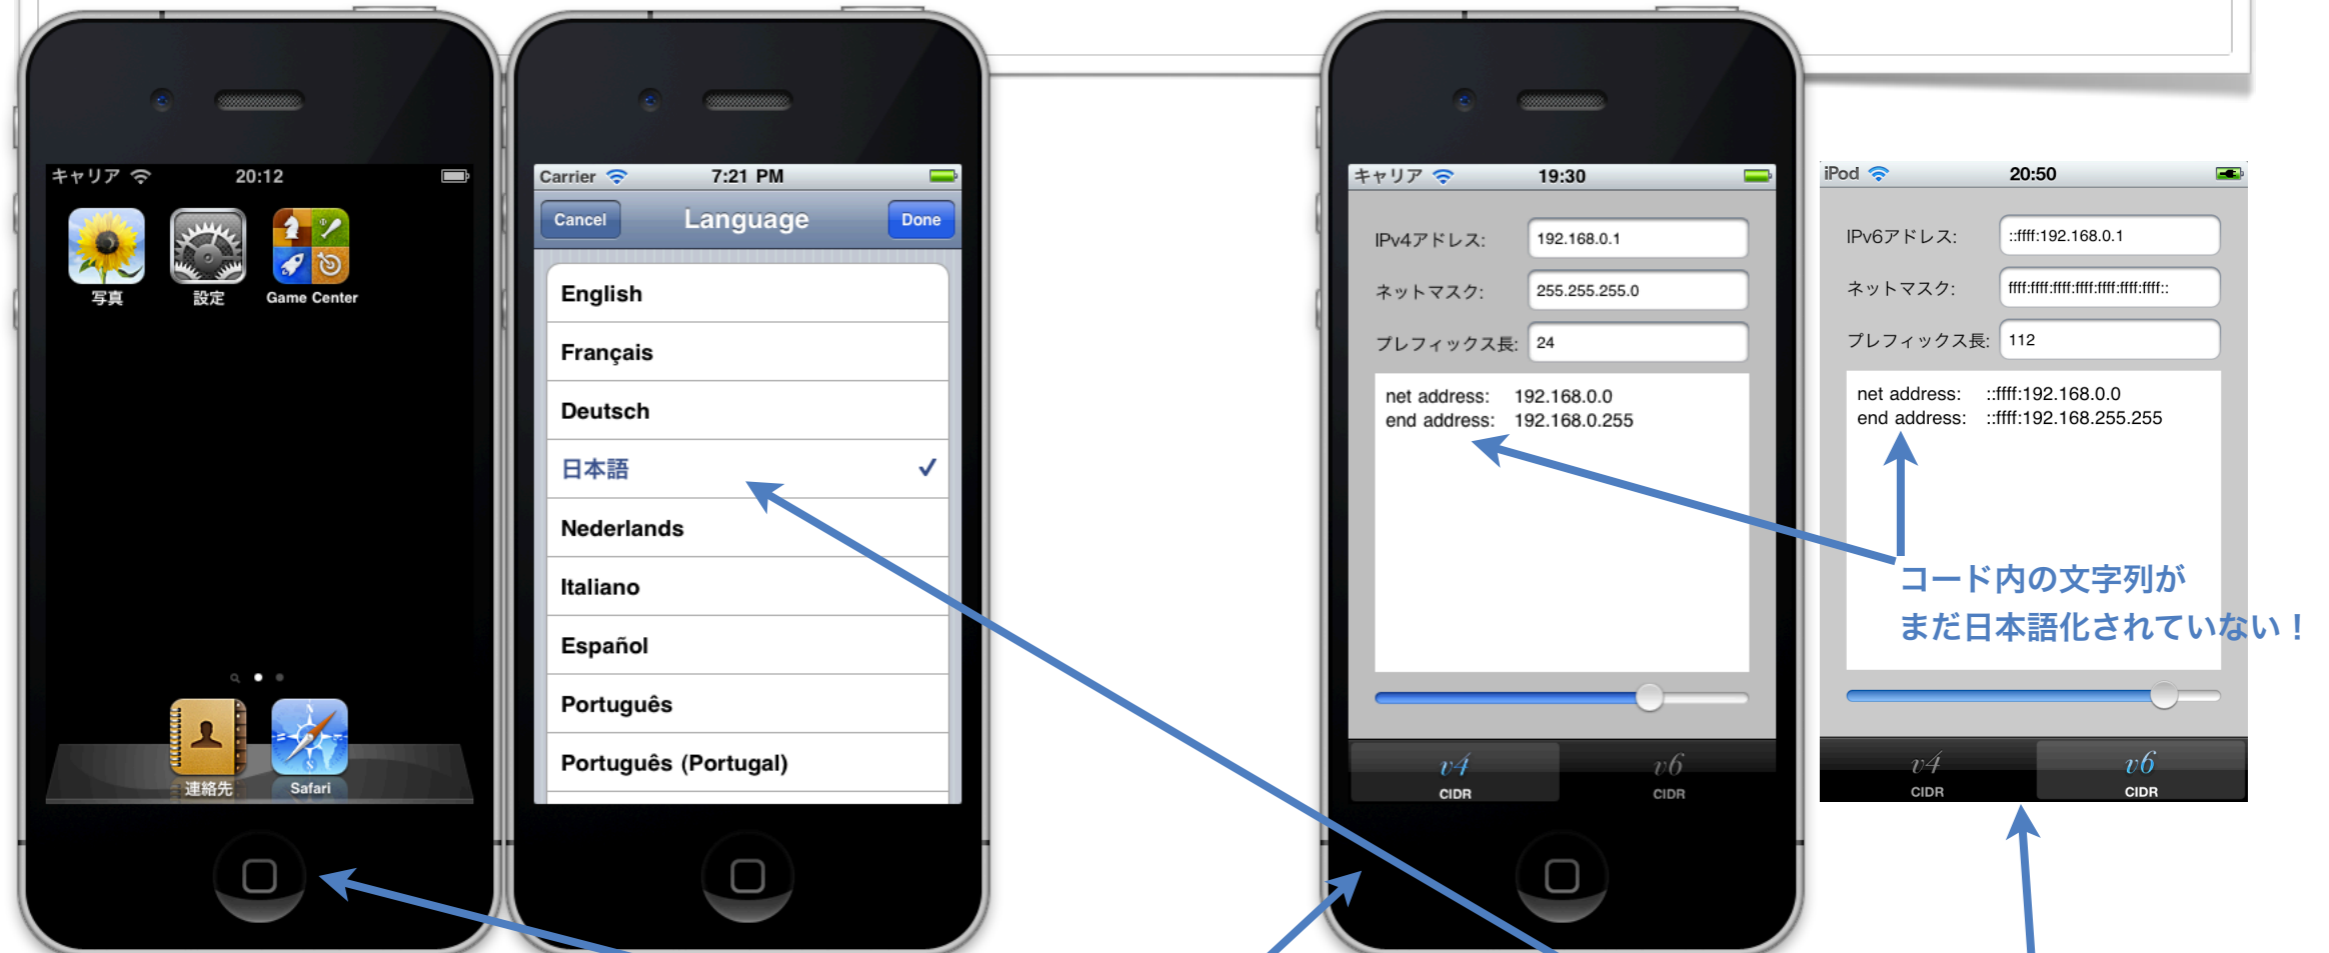 キャリア 20:12
写真 設定 Game Center
連絡先 Safari
Carrier 7:21 PM
Cancel Language Done
English
Français
Deutsch
日本語
Nederlands
Italiano
Español
Português
Português (Portugal)
キャリア 19:30
IPv4アドレス: 192.168.0.1
ネットマスク: 255.255.255.0
プレフィックス長: 24
net address: 192.168.0.0
end address: 192.168.0.255
v4 v6
CIDR CIDR
iPod 20:50
IPv6アドレス: ::ffff:192.168.0.1
ネットマスク: ffff:ffff:ffff:ffff:ffff:ffff:ffff::
プレフィックス長: 112
net address: ::ffff:192.168.0.0
end address: ::ffff:192.168.255.255
コード内の文字列が
まだ日本語化されていない！
v4 v6
CIDR CIDR